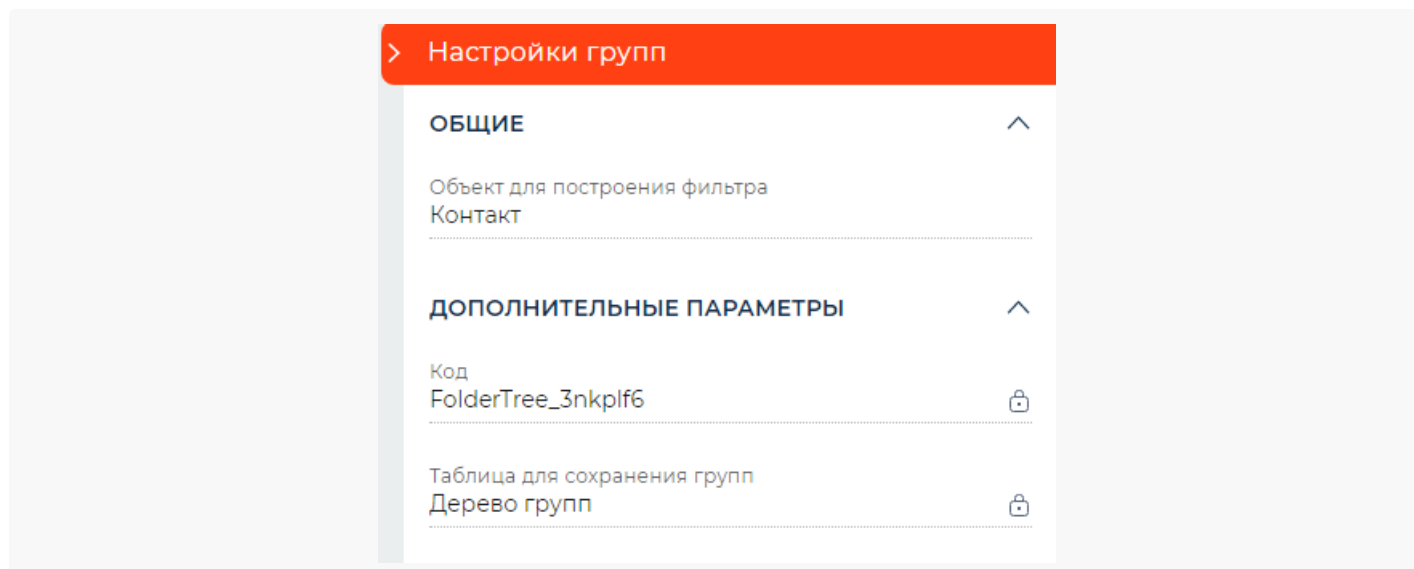 Настройки групп
ОБЩИЕ
Объект для построения фильтра
Контакт
ДОПОЛНИТЕЛЬНЫЕ ПАРАМЕТРЫ
Код
FolderTree_3nkplf6
Таблица для сохранения групп
Дерево групп